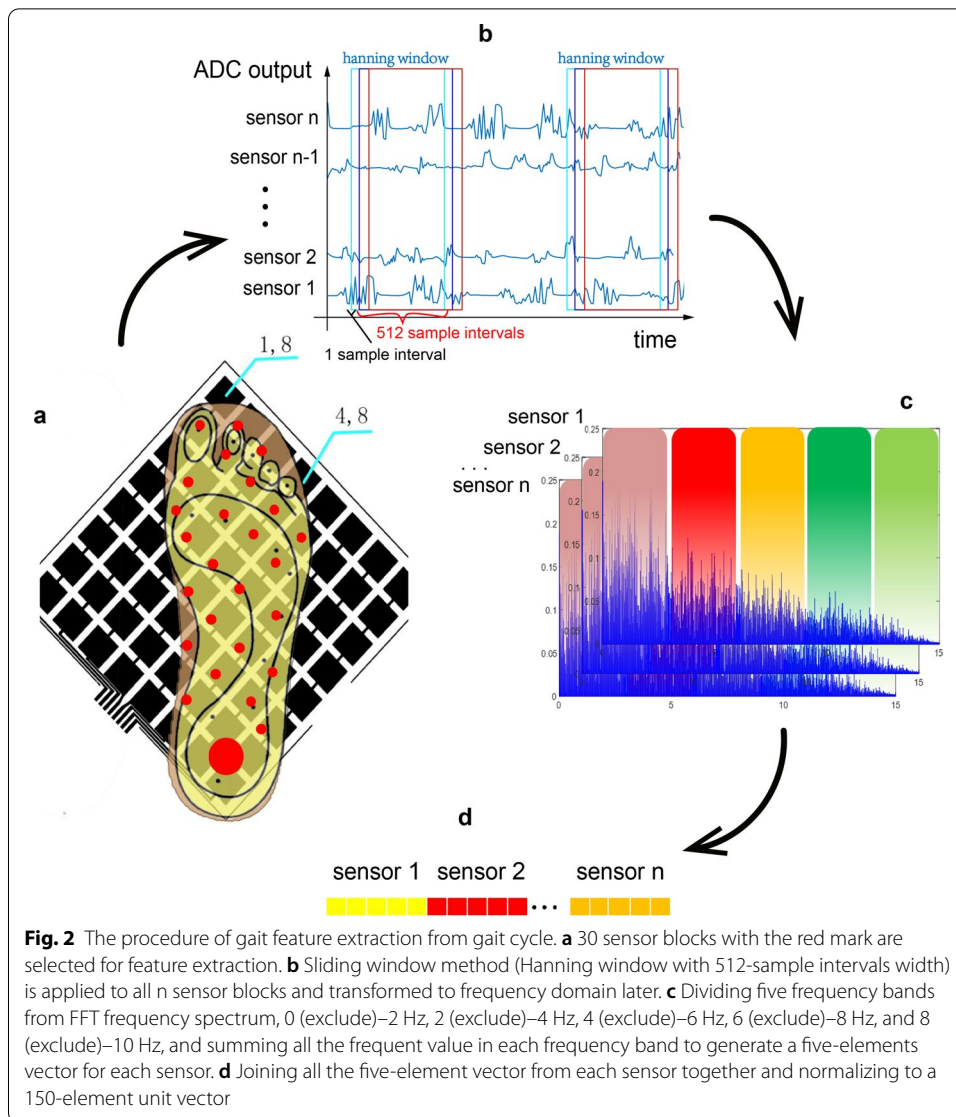 b
hanning window hanning window
ADC output
sensor n
sensor n-1
sensor 2
sensor 1
512 sample intervals
1 sample interval
time
a
1, 8
4, 8
c
sensor 1
sensor 2
...
sensor n
0.25
0.2
0.15
0.1
0.05
0
0.25
0.2
0.05
0.25
0.2
0.15
0.1
0.05
0 5 10 15
15
5 10 15
d
sensor 1 sensor 2 sensor n
...
Fig. 2 The procedure of gait feature extraction from gait cycle. a 30 sensor blocks with the red mark are
selected for feature extraction. b Sliding window method (Hanning window with 512-sample intervals width)
is applied to all n sensor blocks and transformed to frequency domain later. c Dividing five frequency bands
from FFT frequency spectrum, 0 (exclude)–2 Hz, 2 (exclude)–4 Hz, 4 (exclude)–6 Hz, 6 (exclude)–8 Hz, and 8
(exclude)–10 Hz, and summing all the frequent value in each frequency band to generate a five-elements
vector for each sensor. d Joining all the five-element vector from each sensor together and normalizing to a
150-element unit vector